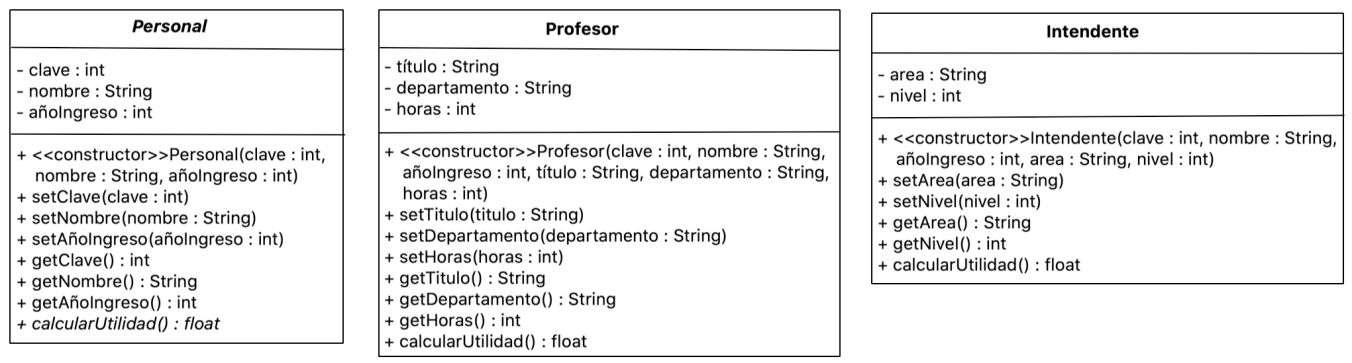 Personal
- clave : int
- nombre : String
- añoIngreso : int
+ <<constructor>>Personal(clave : int,
nombre : String, añoIngreso : int)
+ setClave(clave : int)
+ setNombre(nombre : String)
+ setAñoIngreso(añoIngreso : int)
+ getClave() : int
+ getNombre() : String
+ getAñoIngreso() : int
+ calcularUtilidad() : float
Profesor
- título : String
- departamento : String
- horas : int
+ <<constructor>>Profesor(clave : int, nombre : String,
añoIngreso : int, título : String, departamento : String,
horas : int)
+ setTitulo(titulo : String)
+ setDepartamento(departamento : String)
+ setHoras(horas : int)
+ getTitulo() : String
+ getDepartamento() : String
+ getHoras() : int
+ calcularUtilidad() : float
Intendente
- area : String
- nivel : int
+ <<constructor>>Intendente(clave : int, nombre : String,
añoIngreso : int, area : String, nivel : int)
+ setArea(area : String)
+ setNivel(nivel : int)
+ getArea() : String
+ getNivel() : int
+ calcularUtilidad() : float